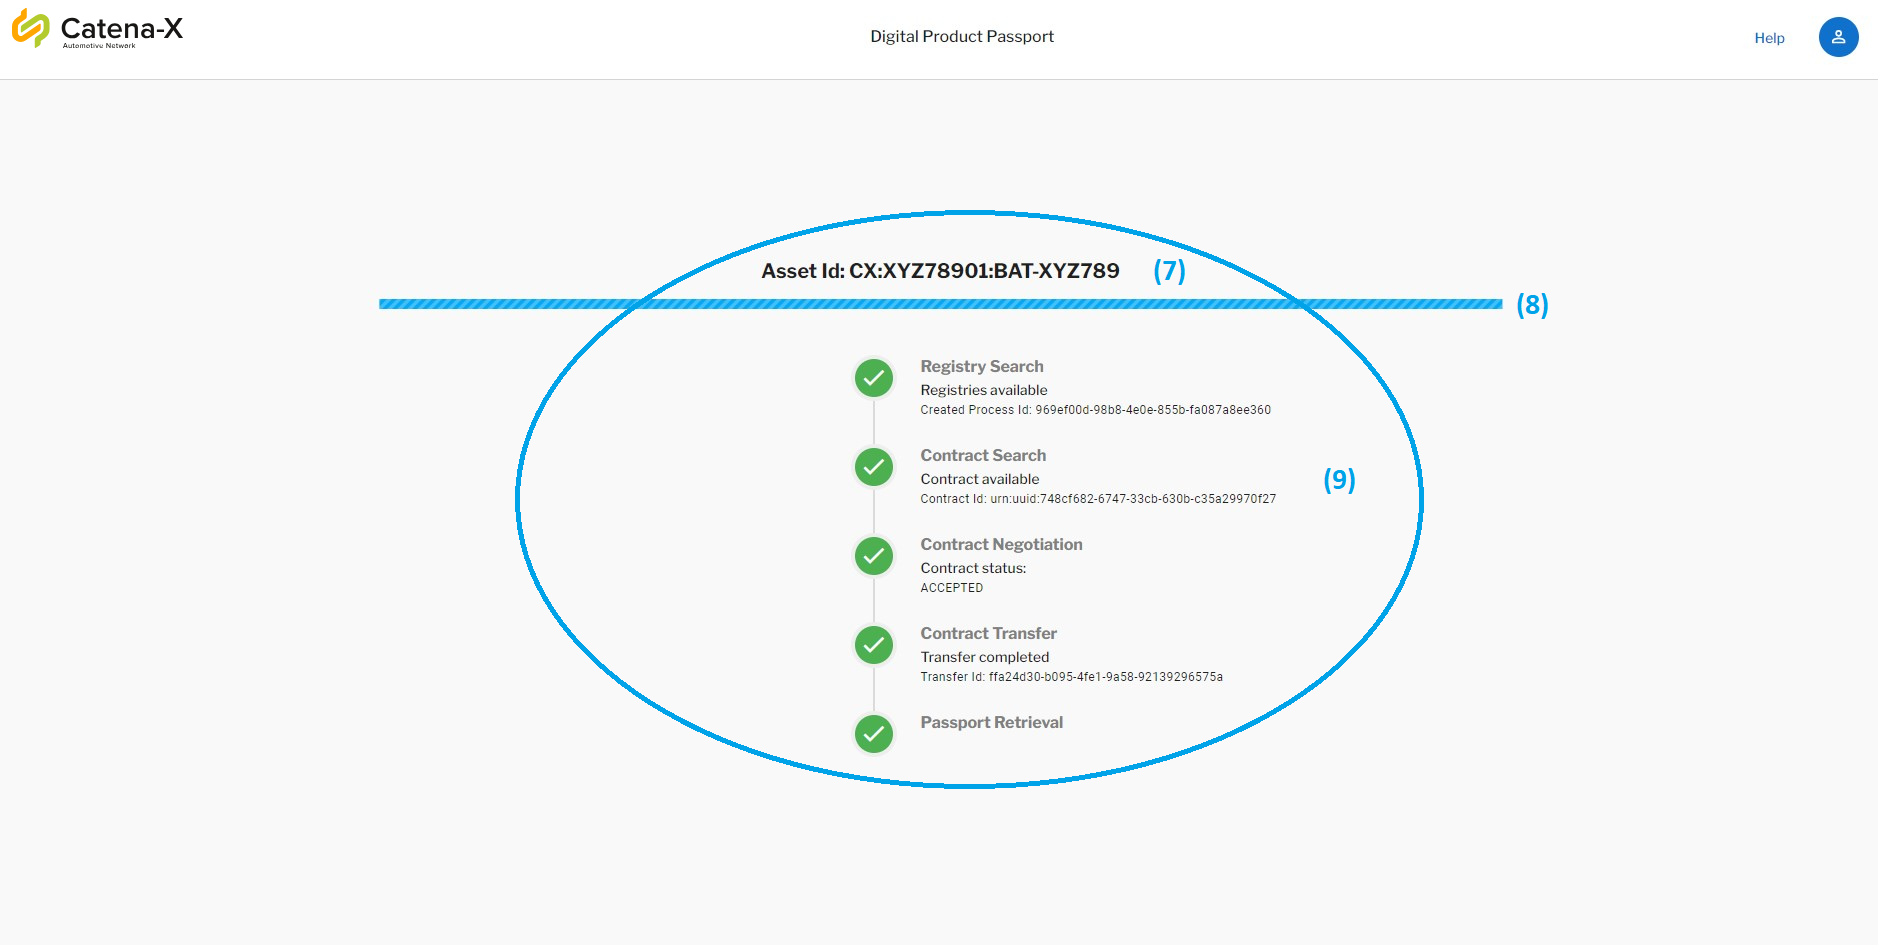 Catena-X
Automotive Network
Digital Product Passport
Help
Asset Id: CX:XYZ78901:BAT-XYZ789
(7)
(8)
Registry Search
Registries available
Created Process Id: 969ef00d-98b8-4e0e-855b-fa087a8ee360
Contract Search
Contract available
Contract Id: urn:uuid:748cf682-6747-33cb-630b-c35a29970f27
(9)
Contract Negotiation
Contract status:
ACCEPTED
Contract Transfer
Transfer completed
Transfer Id: ffa24d30-b095-4fe1-9a58-92139296575a
Passport Retrieval